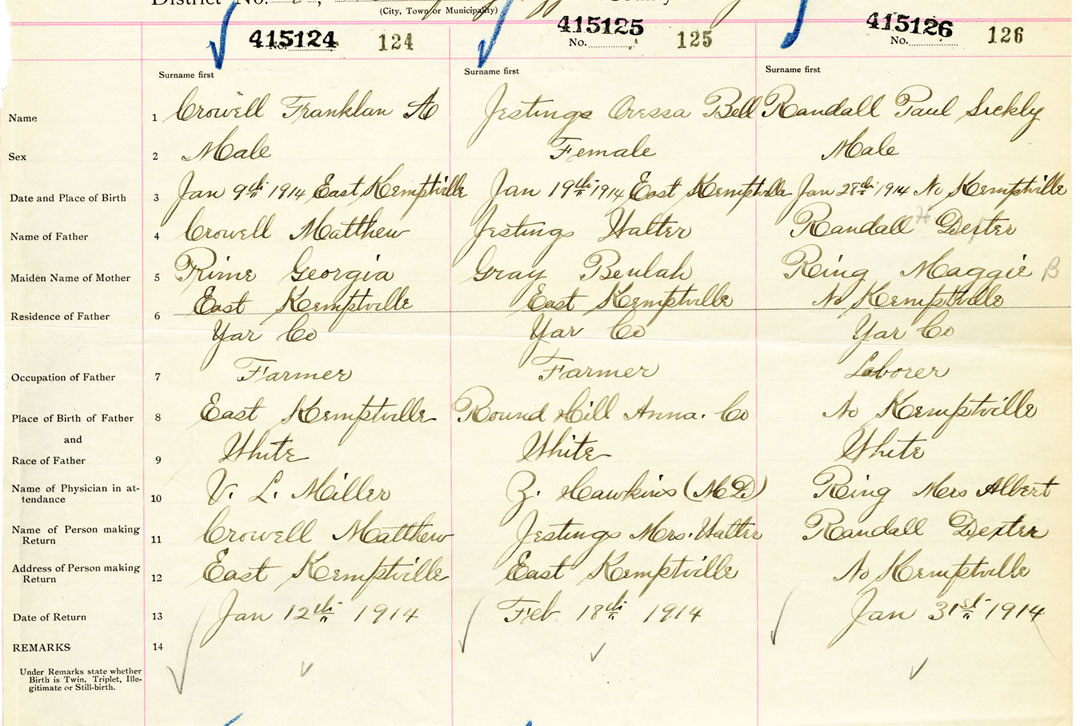 District No.
(City, Town or Municipality)
415124 No. 124 415125 No. 125 415126 No. 126
Surname first Surname first Surname first
Name 1 Crowell Franklan A Jestings Oressa Bell Randall Paul Sickly
Sex 2 Male Female Male
Date and Place of Birth 3 Jan 9th 1914 East Kemptville Jan 19th 1914 East Kemptville Jan 28th 1914 No Kemptville
Name of Father 4 Crowell Matthew Jestings Walter Randall H Dexter
Maiden Name of Mother 5 Prime Georgia Gray Beulah Ring Maggie B
East Kemptville East Kemptville No Kemptville
Residence of Father 6
Yar Co Yar Co Yar Co
Occupation of Father 7 Farmer Farmer Laborer
Place of Birth of Father 8 East Kemptville Round Hill Anna. Co No Kemptville
and
Race of Father 9 White White White
Name of Physician in at-
tendance 10 V. L. Miller Z. Hawkins (M.D.) Ring Mrs Albert
Name of Person making
Return 11 Crowell Matthew Jestings Mrs. Walter Randall Dexter
Address of Person making
Return 12 East Kemptville East Kemptville No Kemptville
Date of Return 13 Jan 12th 1914 Feb 18th 1914 Jan 31st 1914
REMARKS 14
Under Remarks state whether
Birth is Twin, Triplet, Ille-
gitimate or Still-birth.